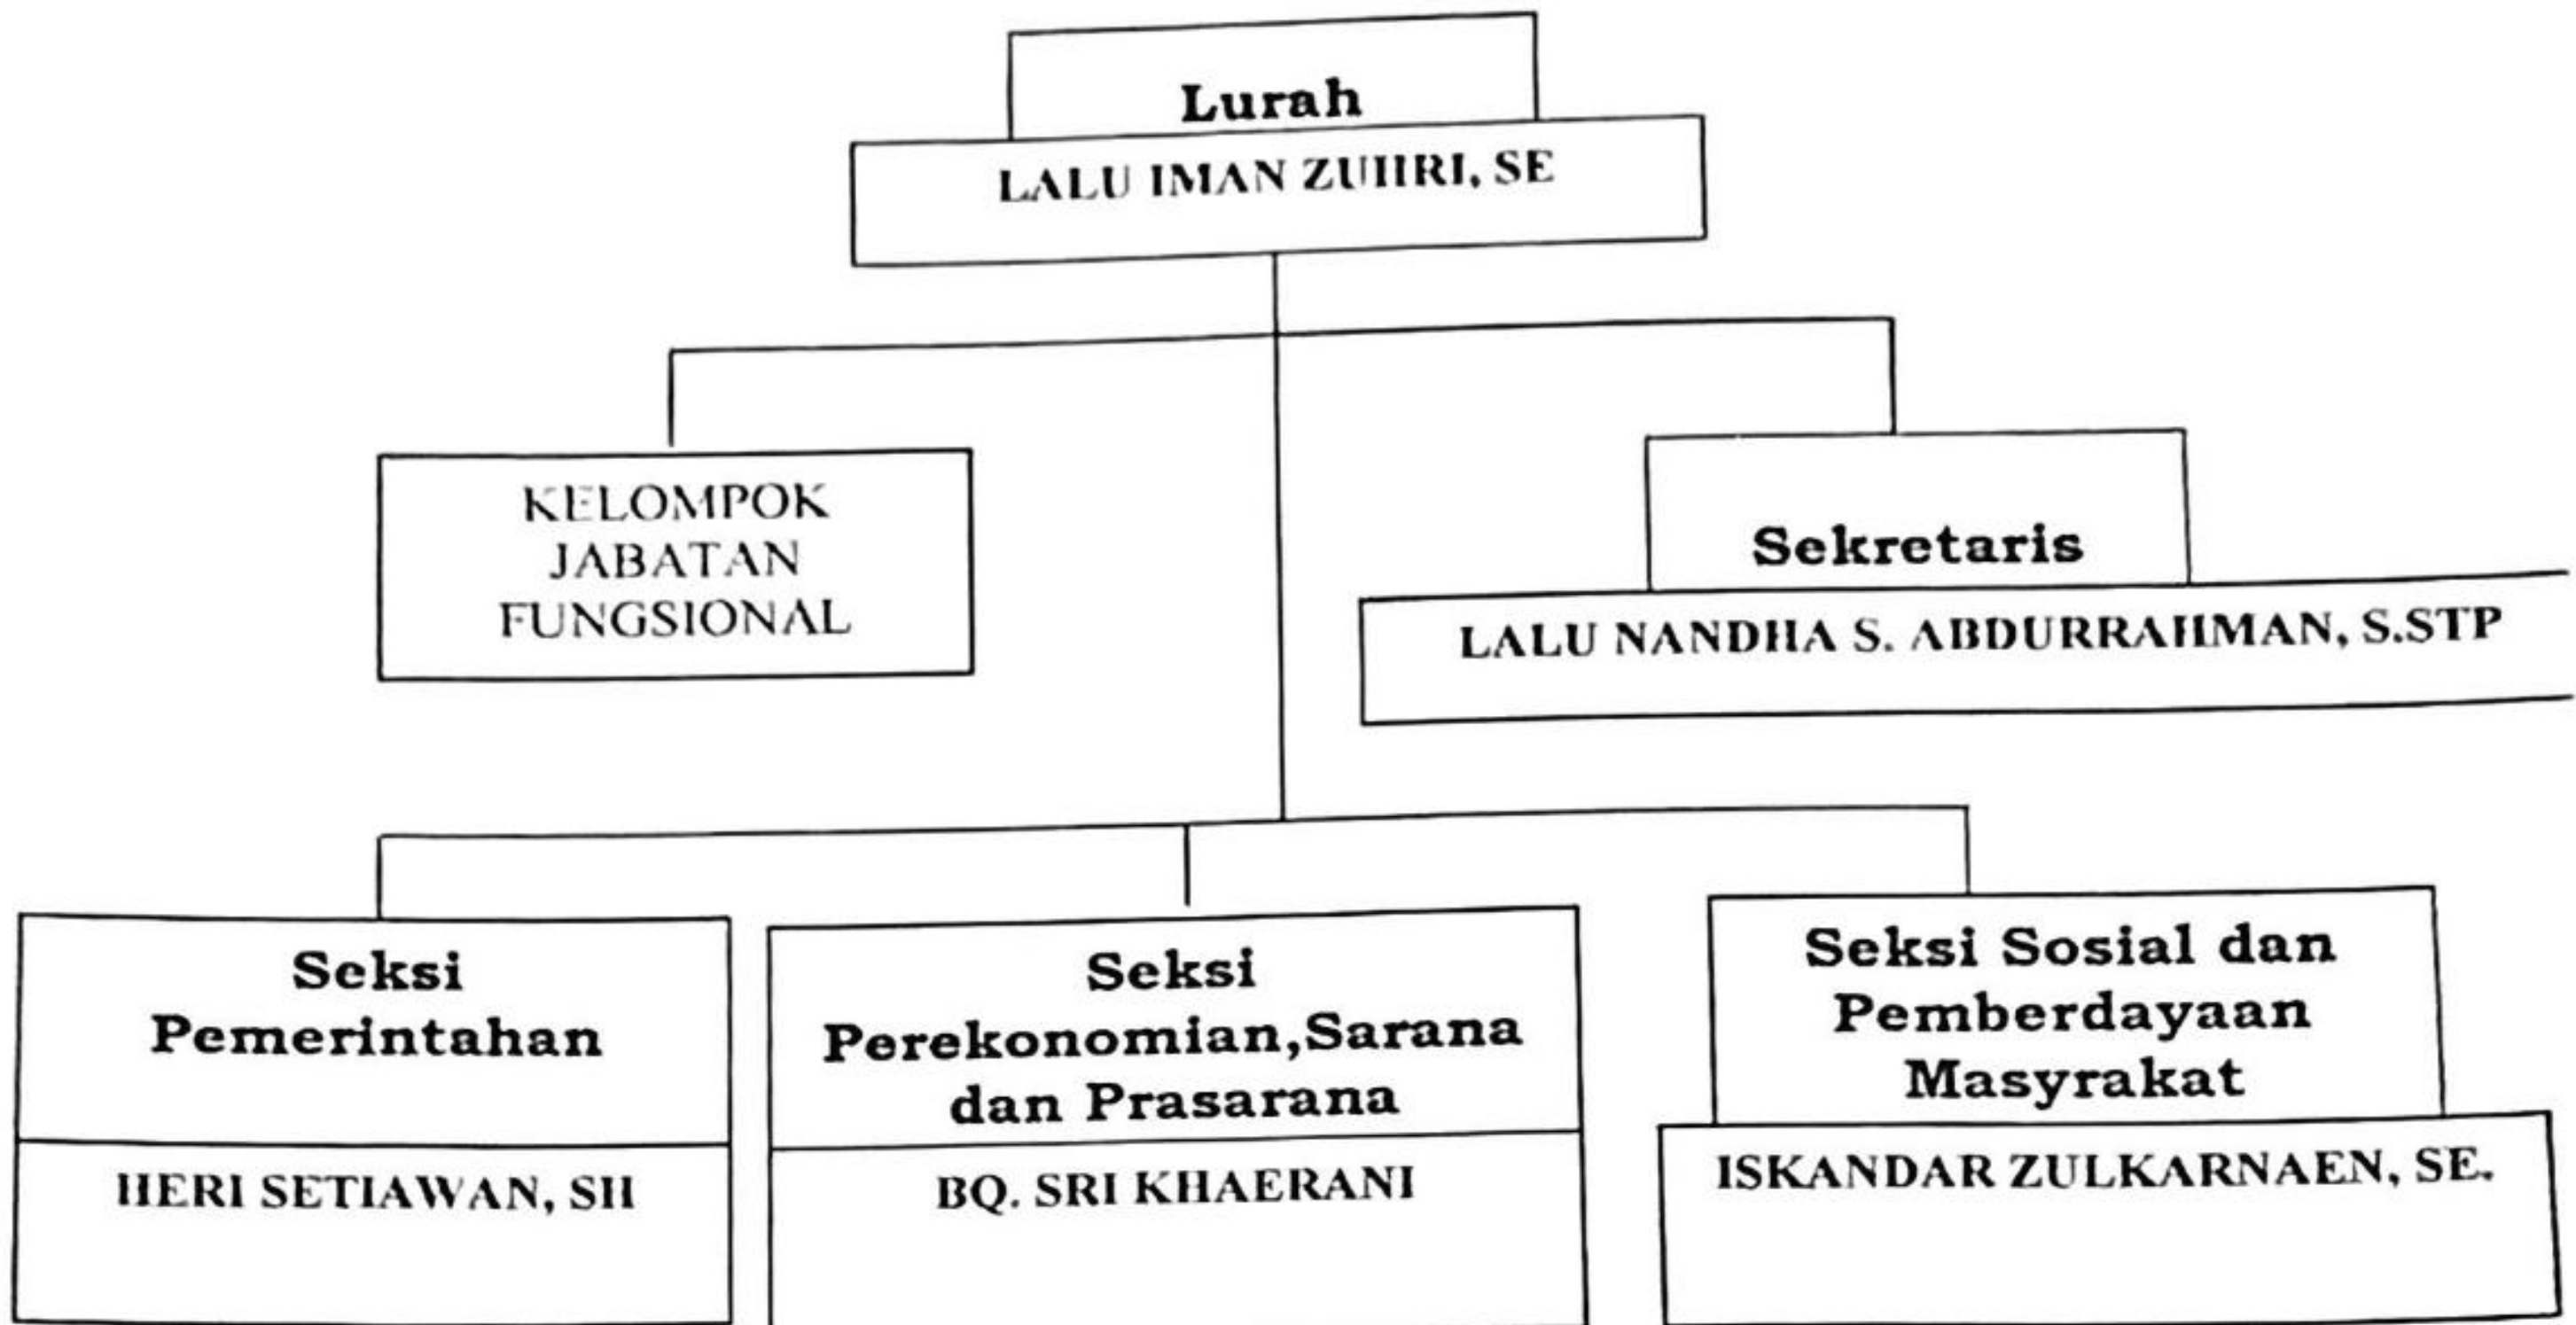 Lurah
LALU IMAN ZUHRI, SE
KELOMPOK
JABATAN
FUNGSIONAL
Sekretaris
LALU NANDHA S. ABDURRAHMAN, S.STP
Seksi
Pemerintahan
HERI SETIAWAN, SH
Seksi
Perekonomian,Sarana
dan Prasarana
BQ. SRI KHAERANI
Seksi Sosial dan
Pemberdayaan
Masyrakat
ISKANDAR ZULKARNAEN, SE.